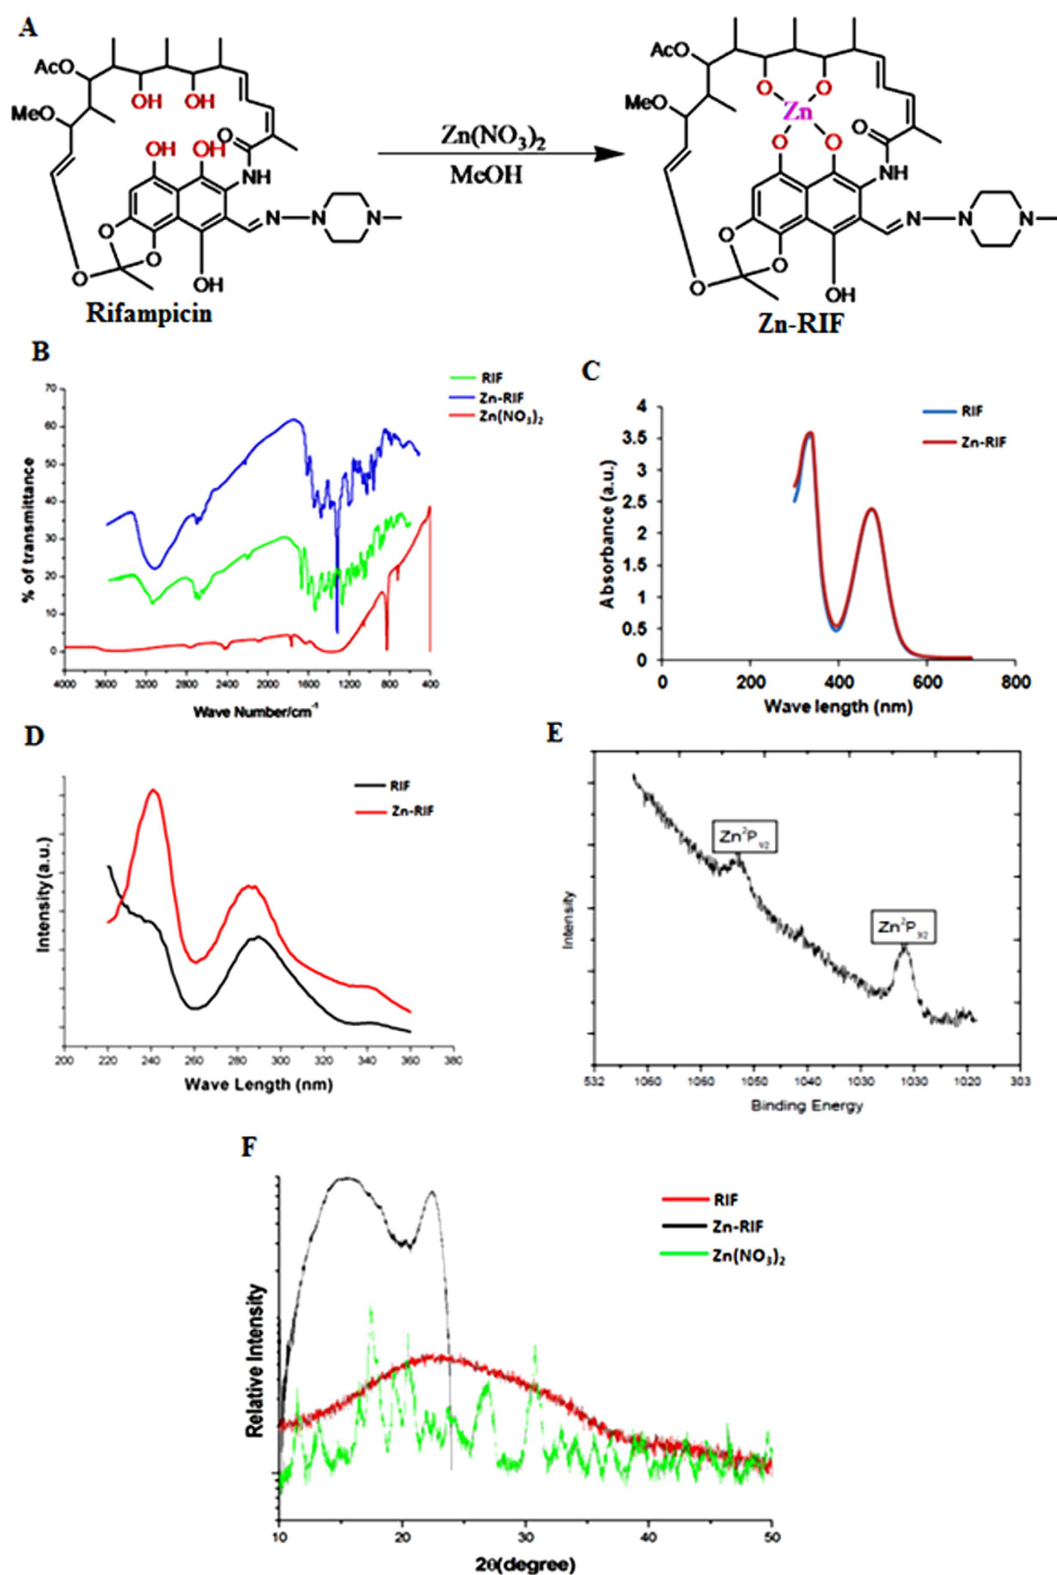 A
AcO
OH OH
MeO
OH OH O
NH
N N N
O
O
O
OH
Rifampicin
Zn(NO3)2
MeOH
AcO
O O
MeO
Zn
O O O
NH
N N N
O
O
O
OH
Zn-RIF
B
RIF
Zn-RIF
Zn(NO3)2
% of transmittance
70
60
50
40
30
20
10
0
4000 3600 3200 2800 2400 2000 1600 1200 800 400
Wave Number/cm-1
C
RIF
Zn-RIF
Absorbance (a.u.)
4
3.5
3
2.5
2
1.5
1
0.5
0
0 200 400 600 800
Wave length (nm)
D
RIF
Zn-RIF
Intensity (a.u.)
200 220 240 260 280 300 320 340 360 380
Wave Length (nm)
E
Zn2P1/2
Zn2P3/2
Intensity
532 1060 1050 1050 1040 1030 1030 1020 303
Binding Energy
F
RIF
Zn-RIF
Zn(NO3)2
Relative Intensity
10 20 30 40 50
2θ(degree)